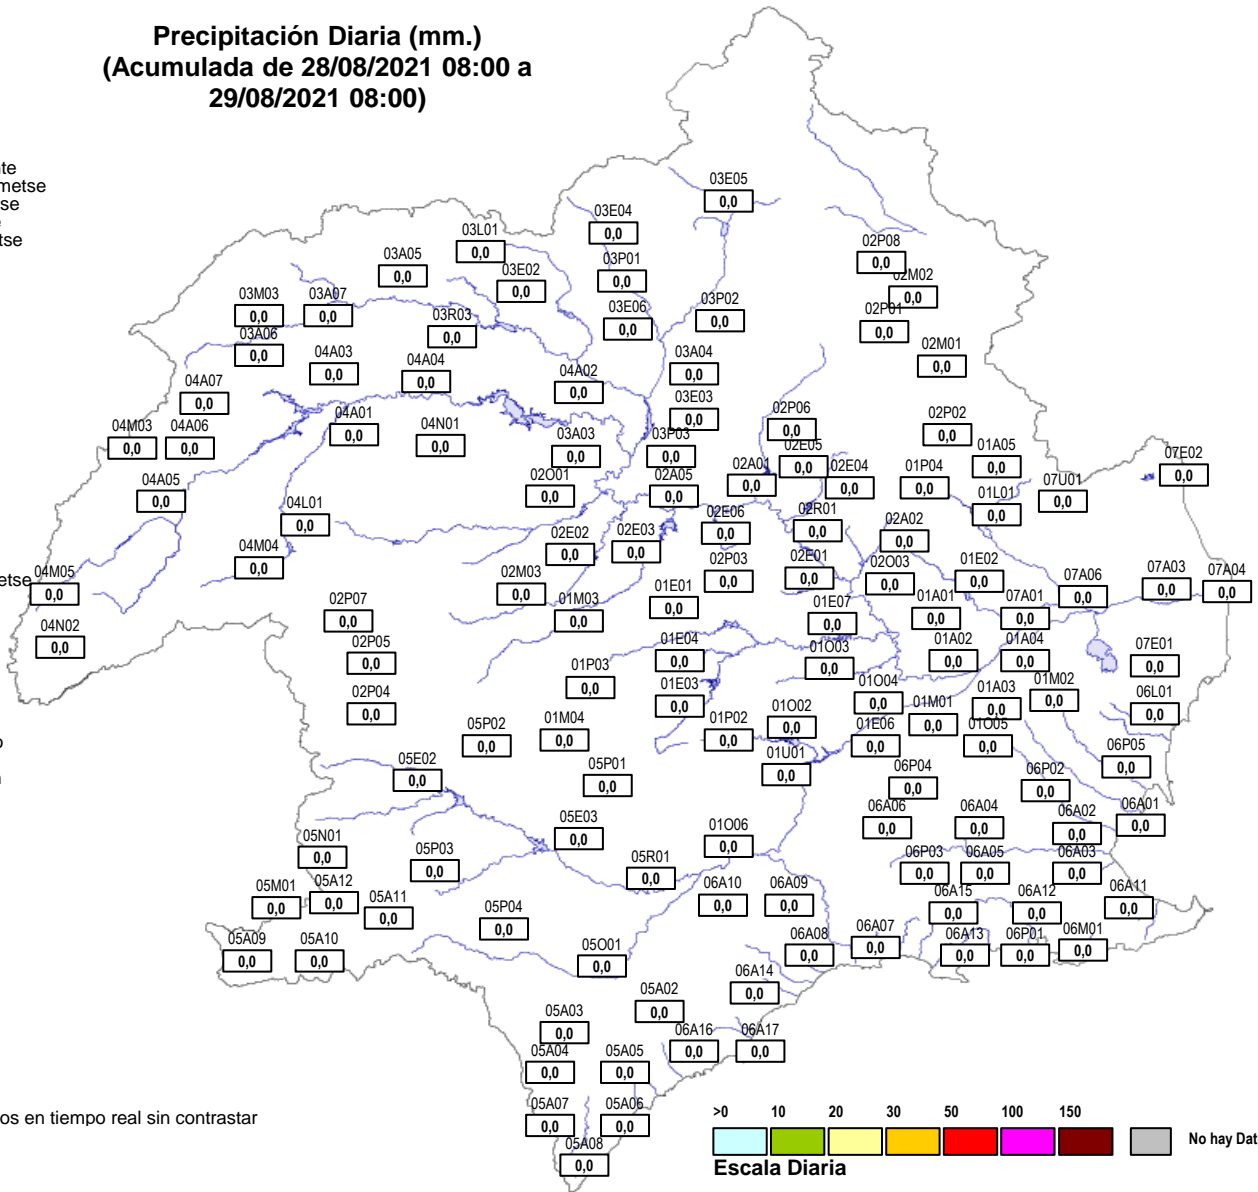 Precipitación Diaria (mm.)
(Acumulada de 28/08/2021 08:00 a
29/08/2021 08:00)
03E05
0,0
03E04
0,0
03L01
0,0
03A05
0,0
03P01
0,0
03E02
0,0
02P08
0,0
02M02
0,0
03M03
0,0
03A07
0,0
03R03
0,0
03E06
0,0
03P02
0,0
02P01
0,0
03A06
0,0
04A03
0,0
04A04
0,0
04A02
0,0
03A04
0,0
02M01
0,0
04A07
0,0
03E03
0,0
04A01
0,0
04N01
0,0
04M03
0,0
04A06
0,0
03A03
0,0
03P03
0,0
02P06
0,0
02P02
0,0
02E05
0,0
01A05
0,0
07E02
0,0
04A05
0,0
02O01
0,0
02A05
0,0
02A01
0,0
02E04
0,0
01P04
0,0
07U01
0,0
01L01
0,0
04L01
0,0
02E06
0,0
02R01
0,0
02A02
0,0
04M04
0,0
02E02
0,0
02E03
0,0
metse
04M05
0,0
02M03
0,0
02P03
0,0
02E01
0,0
02O03
0,0
01E02
0,0
07A06
0,0
07A03
0,0
07A04
0,0
02P07
0,0
01M03
0,0
01E01
0,0
01E07
0,0
01A01
0,0
07A01
0,0
04N02
0,0
02P05
0,0
01E04
0,0
01O03
0,0
01A02
0,0
01A04
0,0
07E01
0,0
02P04
0,0
01P03
0,0
01E03
0,0
01O04
0,0
01A03
0,0
01M02
0,0
06L01
0,0
05P02
0,0
01M04
0,0
01P02
0,0
01O02
0,0
01E06
0,0
01M01
0,0
01O05
0,0
05E02
0,0
05P01
0,0
01U01
0,0
06P04
0,0
06P02
0,0
06P05
0,0
05E03
0,0
01O06
0,0
06A06
0,0
06A04
0,0
06A02
0,0
06A01
0,0
05N01
0,0
05P03
0,0
05R01
0,0
06P03
0,0
06A05
0,0
06A03
0,0
05M01
0,0
05A12
0,0
05A11
0,0
06A10
0,0
06A09
0,0
06A15
0,0
06A12
0,0
06A11
0,0
05P04
0,0
05A09
0,0
05A10
0,0
05O01
0,0
06A08
0,0
06A07
0,0
06A13
0,0
06P01
0,0
06M01
0,0
06A14
0,0
05A02
0,0
05A03
0,0
06A16
0,0
06A17
0,0
05A04
0,0
05A05
0,0
05A07
0,0
05A06
0,0
05A08
0,0
os en tiempo real sin contrastar
>0 10 20 30 50 100 150
No hay Dat
Escala Diaria